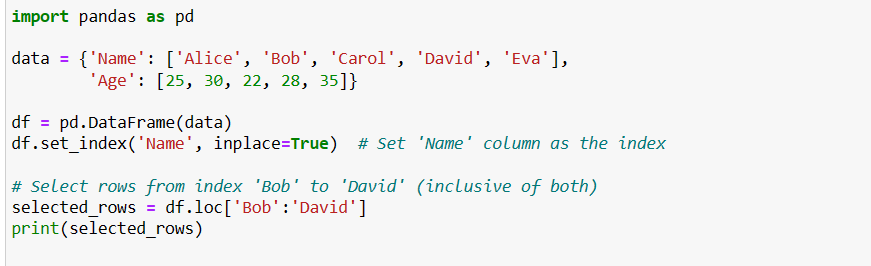 import pandas as pd
data = {'Name': ['Alice', 'Bob', 'Carol', 'David', 'Eva'],
'Age': [25, 30, 22, 28, 35]}
df = pd.DataFrame(data)
df.set_index('Name', inplace=True)  # Set 'Name' column as the index
# Select rows from index 'Bob' to 'David' (inclusive of both)
selected_rows = df.loc['Bob':'David']
print(selected_rows)